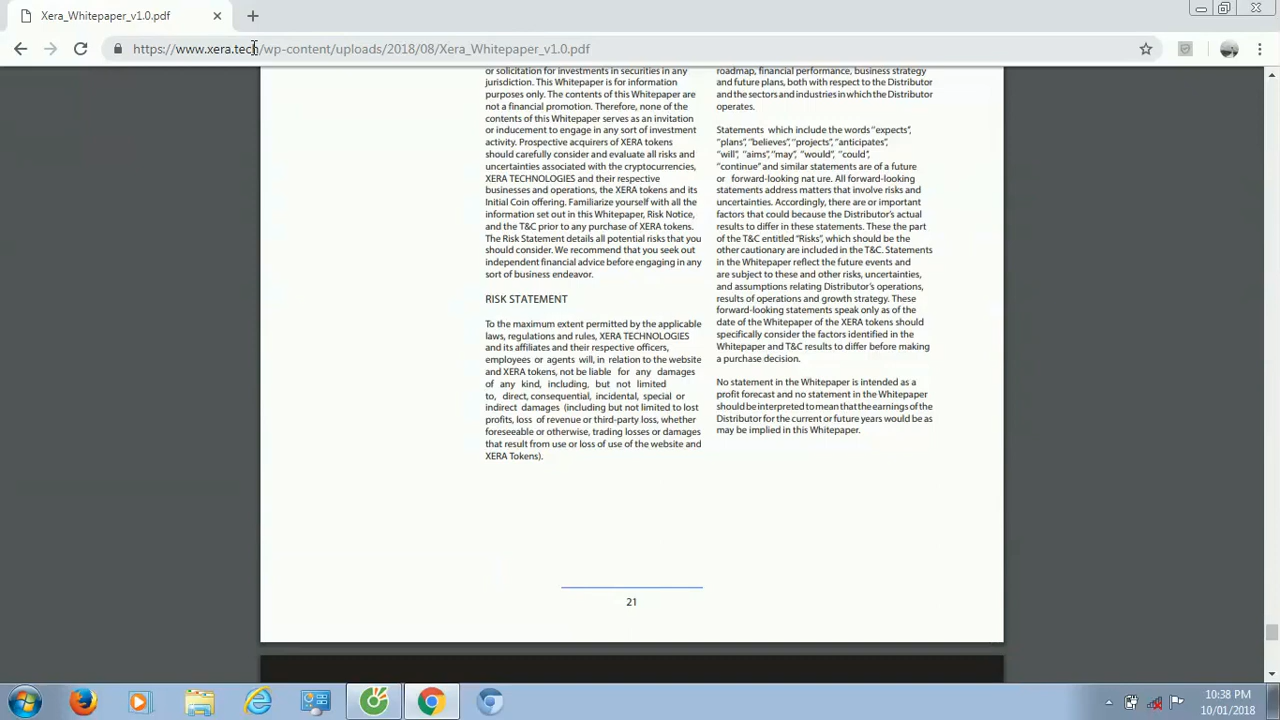 Xera_Whitepaper_v1.0.pdf
https://www.xera.tech/wp-content/uploads/2018/08/Xera_Whitepaper_v1.0.pdf
or solicitation for investments in securities in any
jurisdiction. This Whitepaper is for information
purposes only. The contents of this Whitepaper are
not a financial promotion. Therefore, none of the
contents of this Whitepaper serves as an invitation
or inducement to engage in any sort of investment
activity. Prospective acquirers of XERA tokens
should carefully consider and evaluate all risks and
uncertainties associated with the cryptocurrencies,
XERA TECHNOLOGIES and their respective
businesses and operations, the XERA tokens and its
Initial Coin offering. Familiarize yourself with all the
information set out in this Whitepaper, Risk Notice,
and the T&C prior to any purchase of XERA tokens.
The Risk Statement details all potential risks that you
should consider. We recommend that you seek out
independent financial advice before engaging in any
sort of business endeavor.
RISK STATEMENT
To the maximum extent permitted by the applicable
laws, regulations and rules, XERA TECHNOLOGIES
and its affiliates and their respective officers,
employees or agents will, in relation to the website
and XERA tokens, not be liable for any damages
of any kind, including, but not limited
to, direct, consequential, incidental, special or
indirect damages (including but not limited to lost
profits, loss of revenue or third-party loss, whether
foreseeable or otherwise, trading losses or damages
that result from use or loss of use of the website and
XERA Tokens).
roadmap, financial performance, business strategy
and future plans, both with respect to the Distributor
and the sectors and industries in which the Distributor
operates.
Statements which include the words “expects”,
“plans”, “believes”, “projects”, “anticipates”,
“will”, “aims”, “may”, “would”, “could”,
“continue” and similar statements are of a future
or forward-looking nat ure. All forward-looking
statements address matters that involve risks and
uncertainties. Accordingly, there are or important
factors that could because the Distributor’s actual
results to differ in these statements. These the part
of the T&C entitled “Risks”, which should be the
other cautionary are included in the T&C. Statements
in the Whitepaper reflect the future events and
are subject to these and other risks, uncertainties,
and assumptions relating Distributor’s operations,
results of operations and growth strategy. These
forward-looking statements speak only as of the
date of the Whitepaper of the XERA tokens should
specifically consider the factors identified in the
Whitepaper and T&C results to differ before making
a purchase decision.
No statement in the Whitepaper is intended as a
profit forecast and no statement in the Whitepaper
should be interpreted to mean that the earnings of the
Distributor for the current or future years would be as
may be implied in this Whitepaper.
21
10:38 PM
10/01/2018